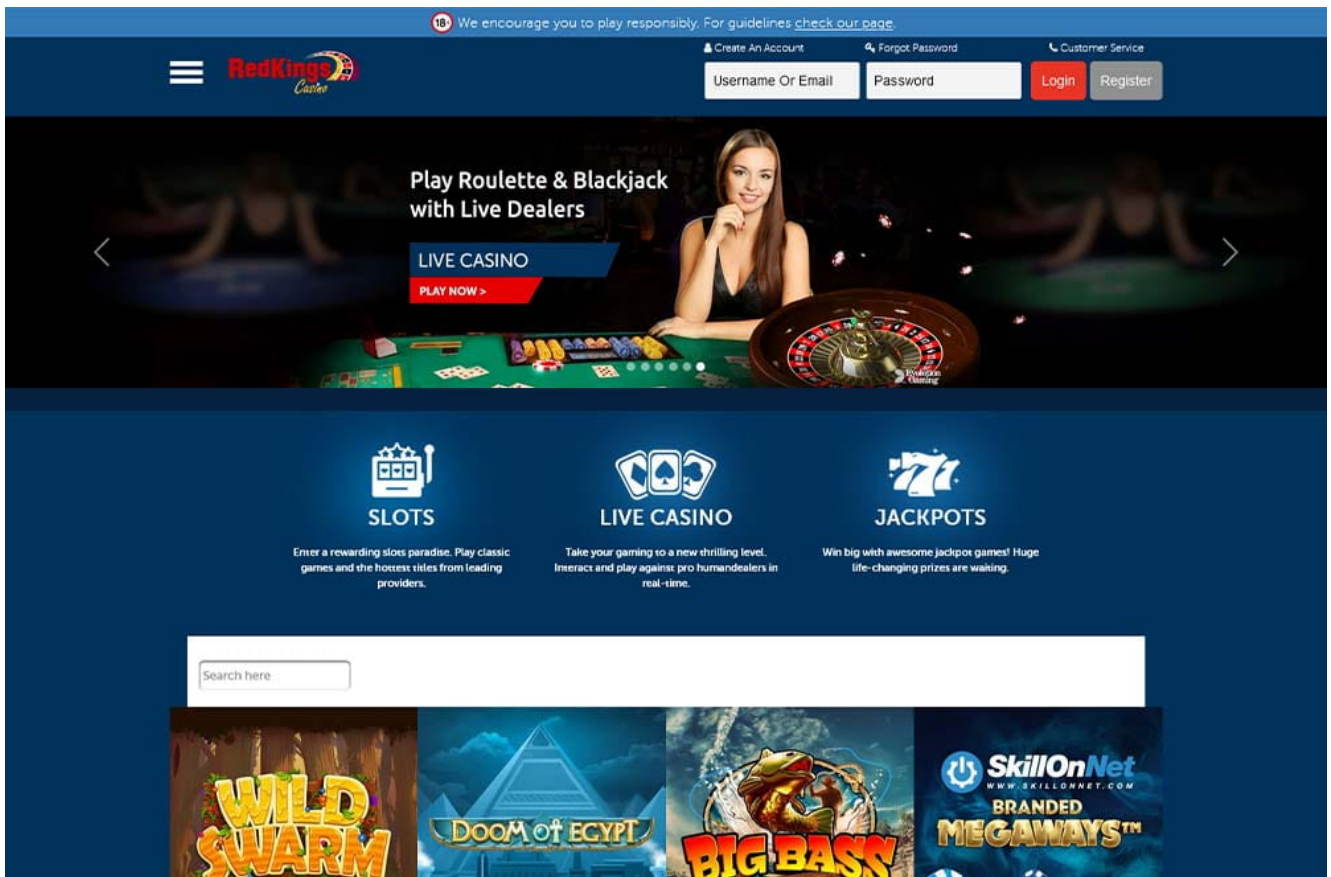 18+ We encourage you to play responsibly. For guidelines check our page.
Create An Account
Forgot Password
Customer Service
RedKings
Casino
Username Or Email
Password
Login
Register
Play Roulette & Blackjack
with Live Dealers
LIVE CASINO
PLAY NOW >
Evolution
Gaming
SLOTS
Enter a rewarding slots paradise. Play classic
games and the hottest titles from leading
providers.
LIVE CASINO
Take your gaming to a new thrilling level.
Interact and play against pro humandealers in
real-time.
JACKPOTS
Win big with awesome jackpot games! Huge
life-changing prizes are waiting.
Search here
WILD
SWARM
DOOM OF EGYPT
BIG BASS
SkillOnNet
WWW.SKILLONNET.COM
BRANDED
MEGAWAYS™